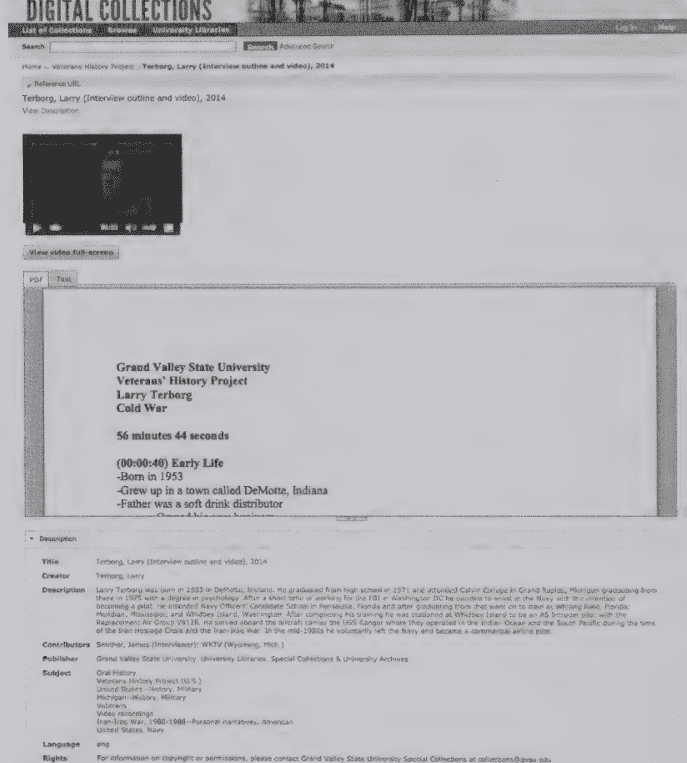 DIGITAL COLLECTIONS
List of Collections Browse University Libraries
Search Search Advanced Search
Home Veterans History Project Terborg, Larry (Interview outline and video), 2014
Reference URL
Terborg, Larry (Interview outline and video), 2014
View Description
View video full-screen
PDF Text
Grand Valley State University
Veterans' History Project
Larry Terborg
Cold War
56 minutes 44 seconds
(00:00:40) Early Life
-Born in 1953
-Grew up in a town called DeMotte, Indiana
-Father was a soft drink distributor
Description
Title Terborg, Larry (Interview outline and video), 2014
Creator Terborg, Larry
Description Larry Terborg was born in 1953 in DeMotte, Indiana. He graduated from high school in 1971 and attended Calvin College in Grand Rapids, Michigan graduating from
there in 1975 with a degree in psychology. After a short time of working for the FBI in Washington DC he decided to enlist in the Navy with the intention of
becoming a pilot. He attended Navy Officers' Candidate School in Pensacola, Florida and after graduating from that went on to train at Whiting Field, Florida;
Meridian, Mississippi; and Whidbey Island, Washington. After completing his training he was stationed at Whidbey Island to be an A6 Intruder pilot with the
Replacement Air Group VA128. He served aboard the aircraft carrier the USS Ranger where they operated in the Indian Ocean and the South Pacific during the time
of the Iran Hostage Crisis and the Iran-Iraq War. In the mid-1980s he voluntarily left the Navy and became a commercial airline pilot.
Contributors Smither, James (Interviewer); WKTV (Wyoming, Mich.)
Publisher Grand Valley State University. University Libraries. Special Collections & University Archives
Subject Oral history
Veterans History Project (U.S.)
United States--History, Military
Michigan--History, Military
Veterans
Video recordings
Iran-Iraq War, 1980-1988--Personal narratives, American
United States. Navy
Language eng
Rights For information on copyright or permissions, please contact Grand Valley State University Special Collections at collections@gvsu.edu